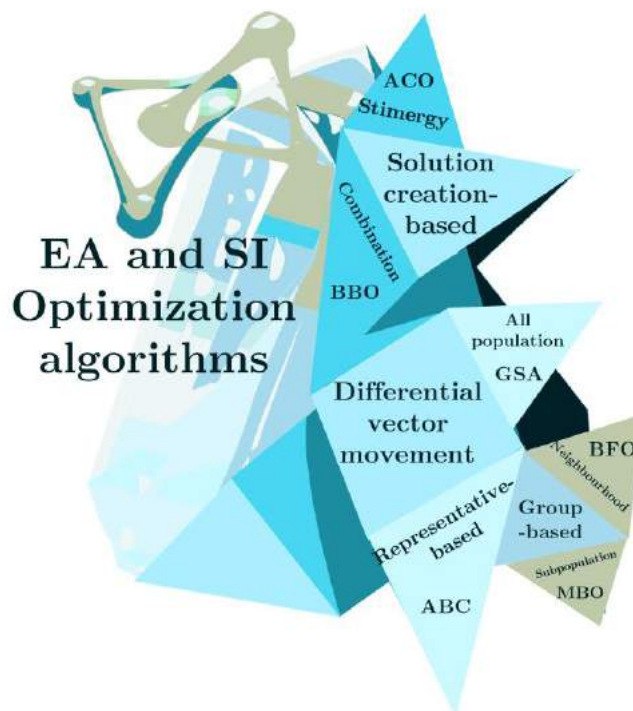 EA and SI
Optimization
algorithms
ACO
Stimergy
Solution
creation-
based
Combination
BBO
All
population
GSA
Differential
vector
movement
BFO
Neighbourhood
Group
-based
Representative-
based
Subpopulation
MBO
ABC